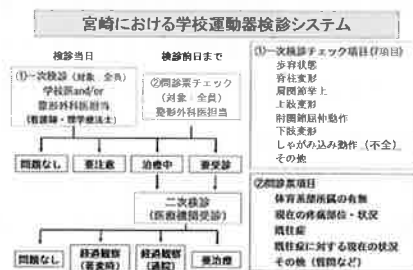 宮崎における学校運動器検診システム
検診当日
検診前日まで
①一次検診（対象：全員）
学校医and/or
整形外科医担当
(看護師・理学療法士)
②問診票チェック
（対象：全員）
整形外科医担当
問題なし
要注意
治療中
要受診
二次検診
(医療機関受診)
問題なし
経過観察
(著変時)
経過観察
(通院)
要治療
①一次検診チェック項目(7項目)
歩容状態
脊柱変形
肩関節挙上
上肢変形
肘関節屈伸動作
下肢変形
しゃがみ込み動作（不全）
その他
②問診票項目
体育系部所属の有無
現在の疼痛部位・状況
既往症
既往症に対する現在の状況
その他（質問など）